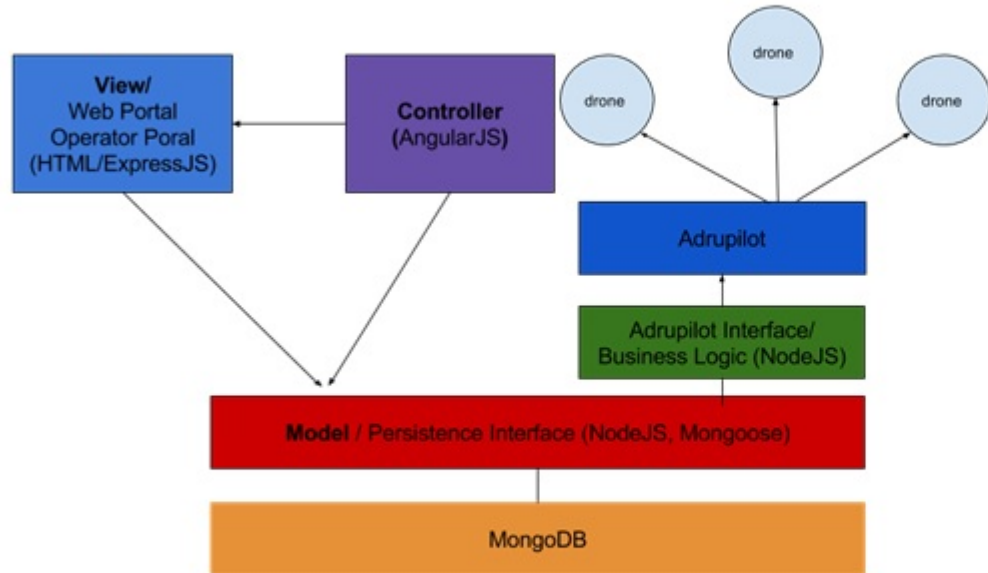 View/
Web Portal
Operator Poral
(HTML/ExpressJS)
Controller
(AngularJS)
drone
drone
drone
Adrupilot
Adrupilot Interface/
Business Logic (NodeJS)
Model / Persistence Interface (NodeJS, Mongoose)
MongoDB